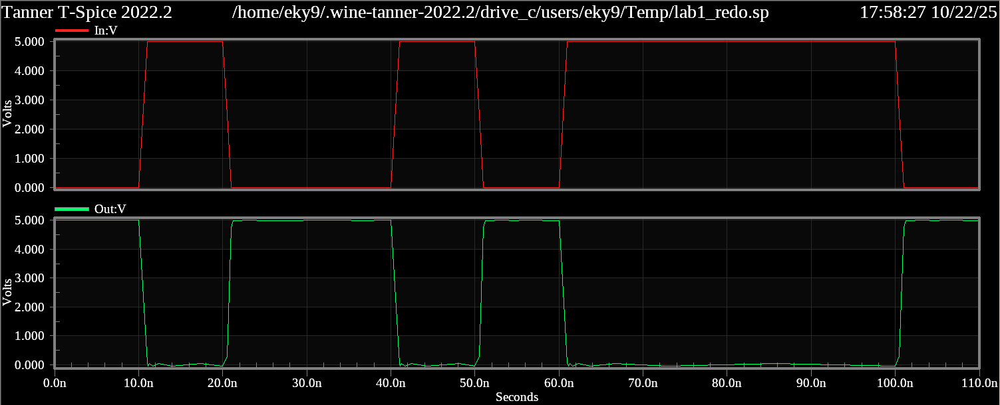 Tanner T-Spice 2022.2 /home/eky9/.wine-tanner-2022.2/drive_c/users/eky9/Temp/lab1_redo.sp 17:58:27 10/22/25
In:V
5.000
4.000
3.000
Volts
2.000
1.000
0.000
Out:V
5.000
4.000
3.000
Volts
2.000
1.000
0.000
0.0n 10.0n 20.0n 30.0n 40.0n 50.0n 60.0n 70.0n 80.0n 90.0n 100.0n 110.0n
Seconds